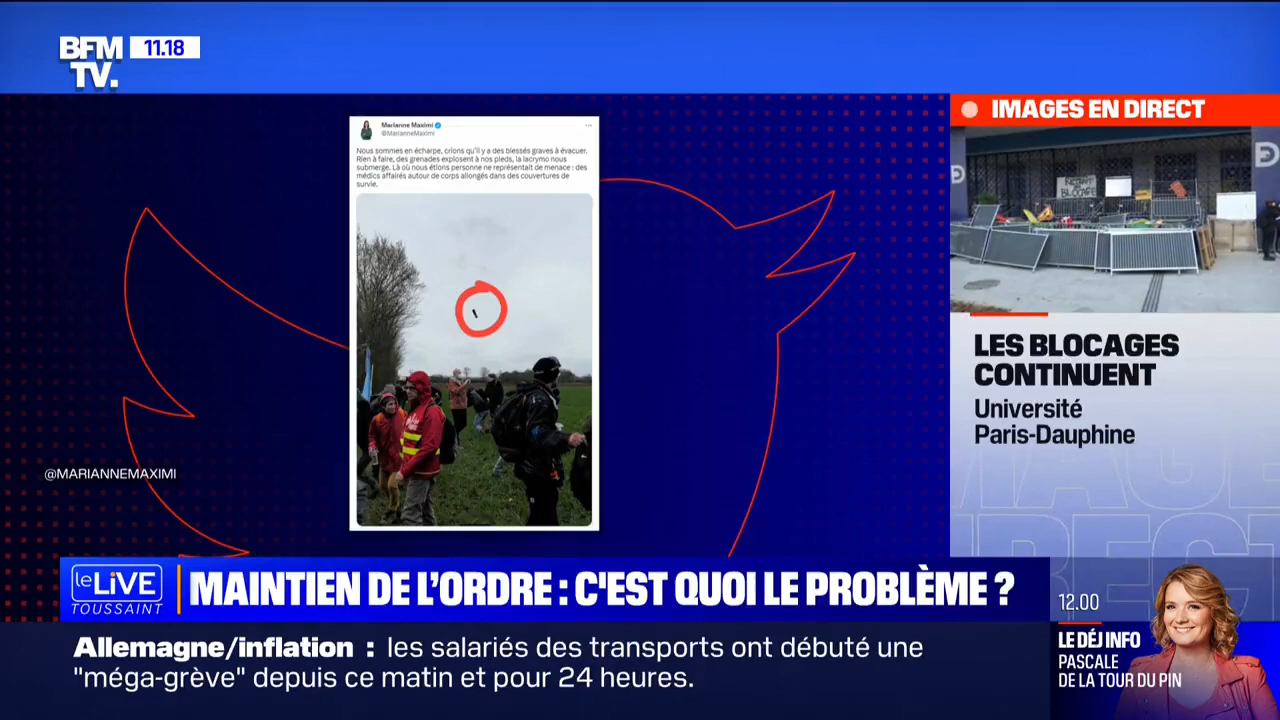 BFM
TV.
11.18
Marianne Maximi
@MarianneMaximi
Nous sommes en écharpe, crions qu'il y a des blessés graves à évacuer.
Rien à faire, des grenades explosent à nos pieds, la lacrymo nous
submerge. Là où nous étions personne ne représentait de menace : des
médics affairés autour de corps allongés dans des couvertures de
survie.
@MARIANNEMAXIMI
IMAGES EN DIRECT
LES BLOCAGES
CONTINUENT
Université
Paris-Dauphine
le LIVE
TOUSSAINT
MAINTIEN DE L'ORDRE : C'EST QUOI LE PROBLÈME ?
12.00
LE DÉJ INFO
PASCALE
DE LA TOUR DU PIN
Allemagne/inflation : les salariés des transports ont débuté une
"méga-grève" depuis ce matin et pour 24 heures.